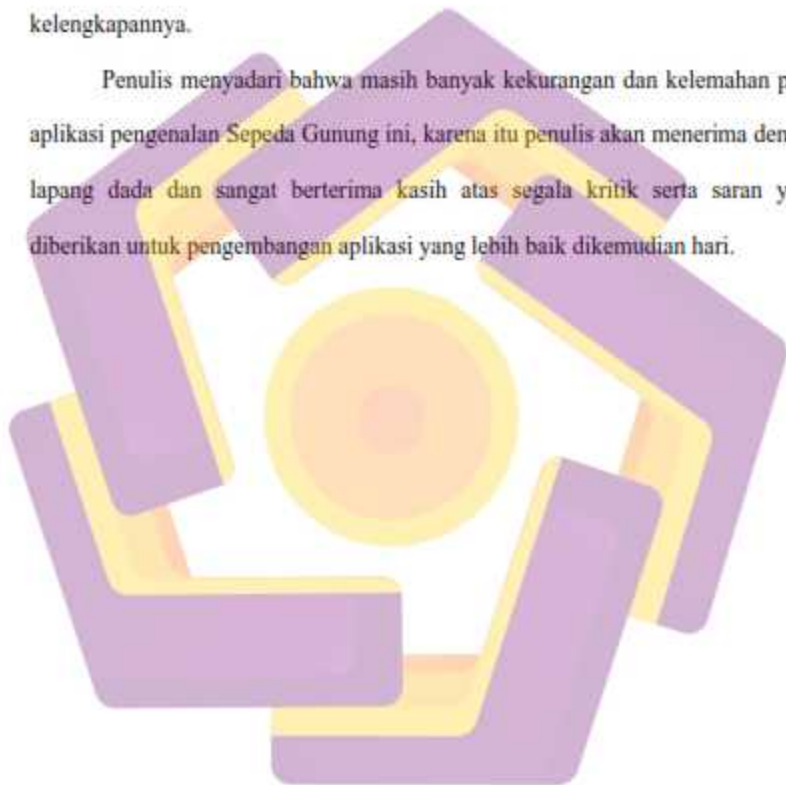 kelengkapannya.
Penulis menyadari bahwa masih banyak kekurangan dan kelemahan p
aplikasi pengenalan Sepeda Gunung ini, karena itu penulis akan menerima den
lapang dada dan sangat berterima kasih atas segala kritik serta saran y
diberikan untuk pengembangan aplikasi yang lebih baik dikemudian hari.